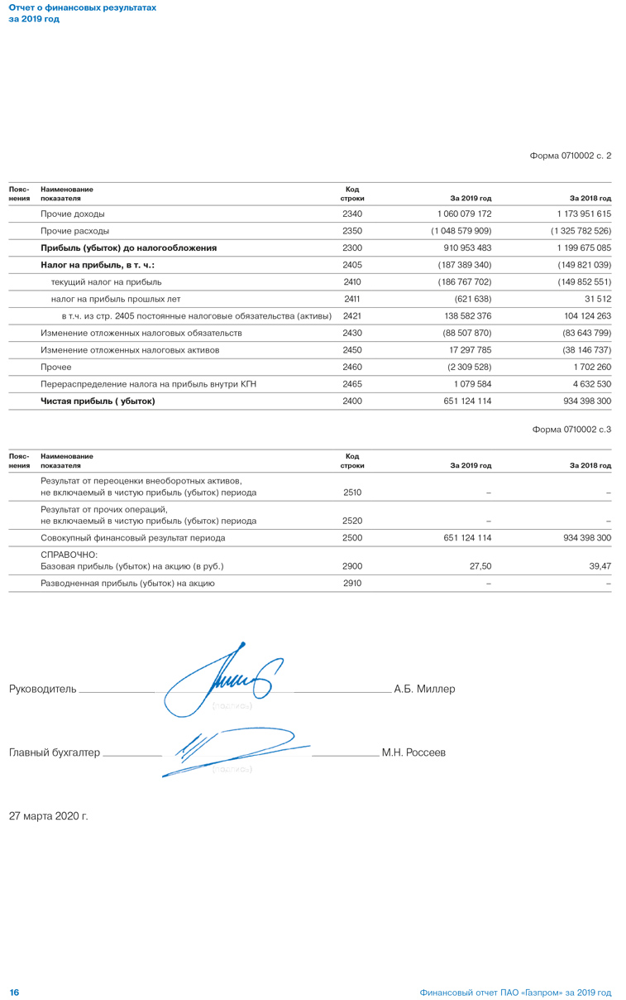 Отчет о финансовых результатах
за 2019 год
Форма 0710002 с. 2
Пояс- Наименование Код
нения показателя строки За 2019 год За 2018 год
Прочие доходы 2340 1 060 079 172 1 173 951 615
Прочие расходы 2350 (1 048 579 909) (1 325 782 526)
Прибыль (убыток) до налогообложения 2300 910 953 483 1 199 675 085
Налог на прибыль, в т. ч.: 2405 (187 389 340) (149 821 039)
текущий налог на прибыль 2410 (186 767 702) (149 852 551)
налог на прибыль прошлых лет 2411 (621 638) 31 512
в т.ч. из стр. 2405 постоянные налоговые обязательства (активы) 2421 138 582 376 104 124 263
Изменение отложенных налоговых обязательств 2430 (88 507 870) (83 643 799)
Изменение отложенных налоговых активов 2450 17 297 785 (38 146 737)
Прочее 2460 (2 309 528) 1 702 260
Перераспределение налога на прибыль внутри КГН 2465 1 079 584 4 632 530
Чистая прибыль ( убыток) 2400 651 124 114 934 398 300
Форма 0710002 с.3
Пояс- Наименование Код
нения показателя строки За 2019 год За 2018 год
Результат от переоценки внеоборотных активов,
не включаемый в чистую прибыль (убыток) периода 2510 – –
Результат от прочих операций,
не включаемый в чистую прибыль (убыток) периода 2520 – –
Совокупный финансовый результат периода 2500 651 124 114 934 398 300
СПРАВОЧНО:
Базовая прибыль (убыток) на акцию (в руб.) 2900 27,50 39,47
Разводненная прибыль (убыток) на акцию 2910 – –
Руководитель А.Б. Миллер
(подпись)
Главный бухгалтер М.Н. Россеев
(подпись)
27 марта 2020 г.
16 Финансовый отчет ПАО «Газпром» за 2019 год